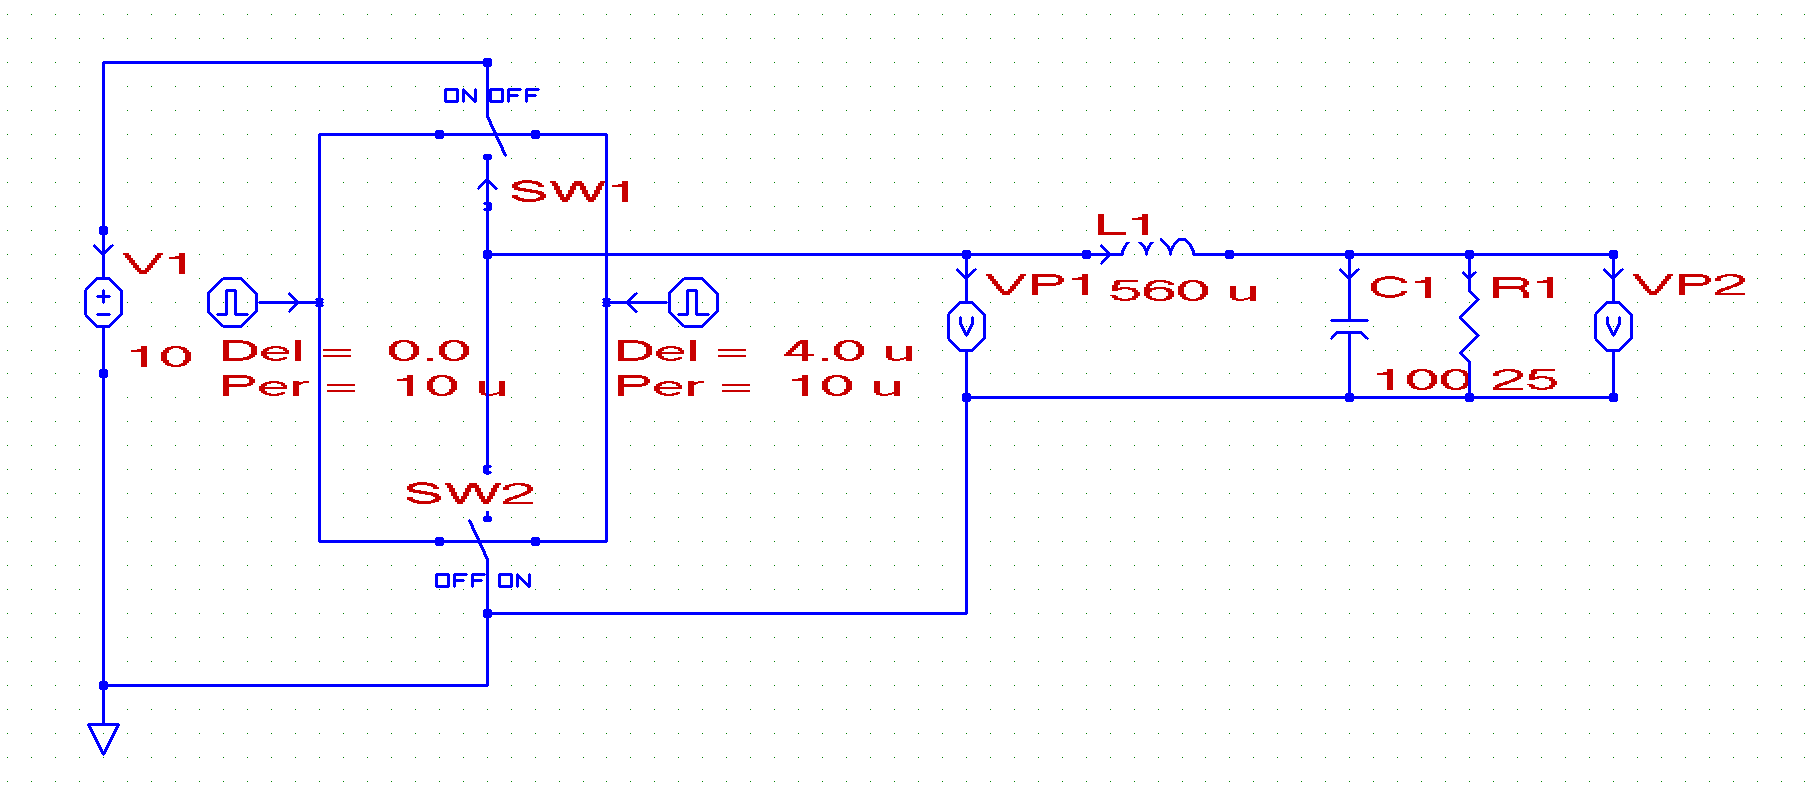 ON OFF
SW1
L1
V1
VP1
560 u
C1
R1
VP2
10
Del = 0.0
Per = 10 u
Del = 4.0 u
Per = 10 u
100
25
SW2
OFF ON